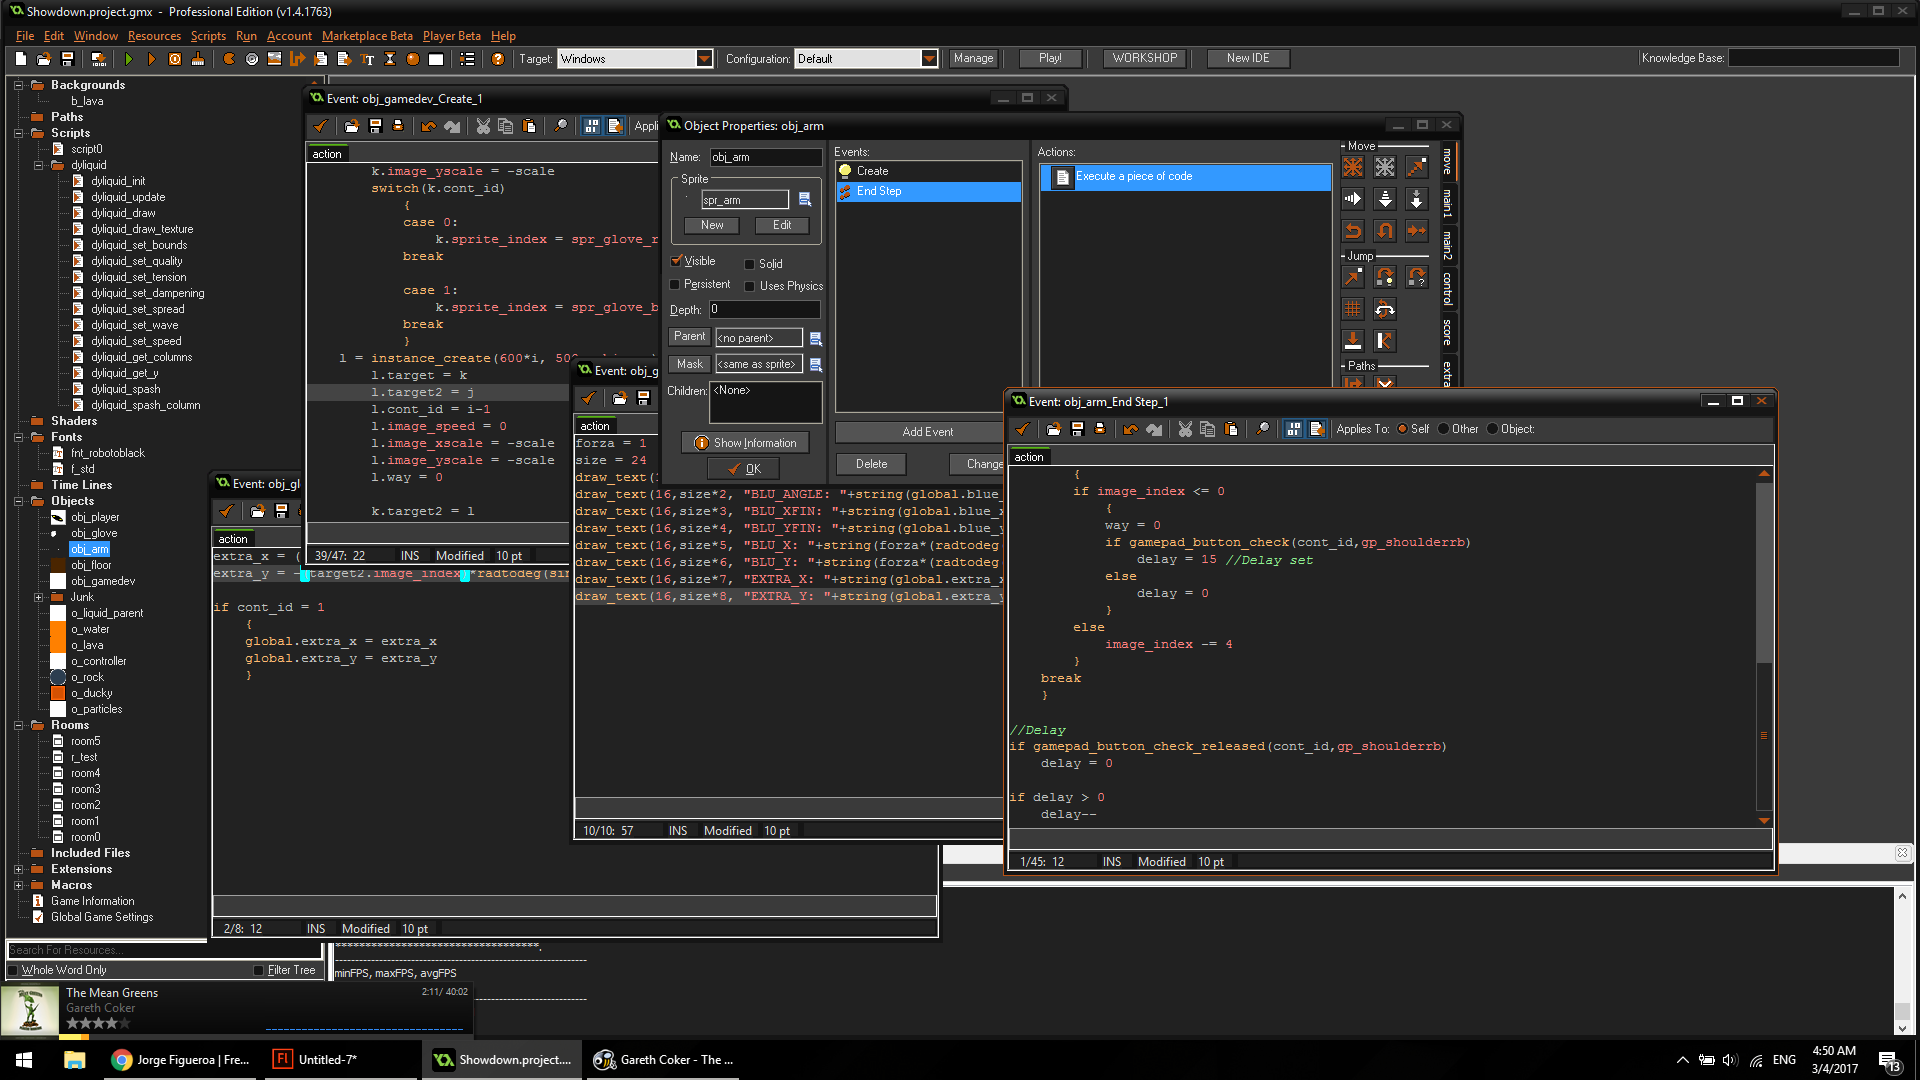 Showdown.project.gmx - Professional Edition (v1.4.1763)
File Edit Window Resources Scripts Run Account Marketplace Beta Player Beta Help
Target: Windows Configuration: Default Manage Play! WORKSHOP New IDE Knowledge Base:
Backgrounds
b_lava
Paths
Scripts
script0
dyliquid
dyliquid_init
dyliquid_update
dyliquid_draw
dyliquid_draw_texture
dyliquid_set_bounds
dyliquid_set_quality
dyliquid_set_tension
dyliquid_set_dampening
dyliquid_set_spread
dyliquid_set_wave
dyliquid_set_speed
dyliquid_get_columns
dyliquid_get_y
dyliquid_spash
dyliquid_spash_column
Shaders
Fonts
fnt_robotoblack
f_std
Time Lines
Objects
obj_player
obj_glove
obj_arm
obj_floor
obj_gamedev
Junk
o_liquid_parent
o_water
o_lava
o_controller
o_rock
o_ducky
o_particles
Rooms
room5
r_test
room4
room3
room2
room1
room0
Included Files
Extensions
Macros
Game Information
Global Game Settings
Search For Resources...
Whole Word Only Filter Tree
Event: obj_gamedev_Create_1
Appli
action
k.image_yscale = -scale
switch(k.cont_id)
{
case 0:
k.sprite_index = spr_glove_r
break
case 1:
k.sprite_index = spr_glove_b
break
}
l = instance_create(600*i, 500
l.target = k
l.target2 = j
l.cont_id = i-1
l.image_speed = 0
l.image_xscale = -scale
l.image_yscale = -scale
l.way = 0
k.target2 = l
39/47: 22 INS Modified 10 pt
Event: obj_gl
action
extra_x = (
extra_y = -(target2.image_index)*radtodeg(sin
if cont_id = 1
{
global.extra_x = extra_x
global.extra_y = extra_y
}
2/8: 12 INS Modified 10 pt
Event: obj_g
action
forza = 1
size = 24
draw_text(
draw_text(16,size*2, "BLU_ANGLE: "+string(global.blue_
draw_text(16,size*3, "BLU_XFIN: "+string(global.blue_x
draw_text(16,size*4, "BLU_YFIN: "+string(global.blue_y
draw_text(16,size*5, "BLU_X: "+string(forza*(radtodeg(
draw_text(16,size*6, "BLU_Y: "+string(forza*(radtodeg(
draw_text(16,size*7, "EXTRA_X: "+string(global.extra_x
draw_text(16,size*8, "EXTRA_Y: "+string(global.extra_y
10/10: 57 INS Modified 10 pt
Object Properties: obj_arm
Name: obj_arm
Sprite
spr_arm
New Edit
Visible Solid
Persistent Uses Physics
Depth: 0
Parent <no parent>
Mask <same as sprite>
Children: <None>
Show Information
OK
Events:
Create
End Step
Add Event
Delete Change
Actions:
Execute a piece of code
Move
Jump
Paths
move
main1
main2
control
score
extra
Event: obj_arm_End Step_1
Applies To: Self Other Object:
action
{
if image_index <= 0
{
way = 0
if gamepad_button_check(cont_id,gp_shoulderrb)
delay = 15 //Delay set
else
delay = 0
}
else
image_index -= 4
}
break
}
//Delay
if gamepad_button_check_released(cont_id,gp_shoulderrb)
delay = 0
if delay > 0
delay--
1/45: 12 INS Modified 10 pt
minFPS, maxFPS, avgFPS
The Mean Greens 2:11/ 40:02
Gareth Coker
Jorge Figueroa | Fre...
Untitled-7*
Showdown.project....
Gareth Coker - The ...
ENG
4:50 AM
3/4/2017
13